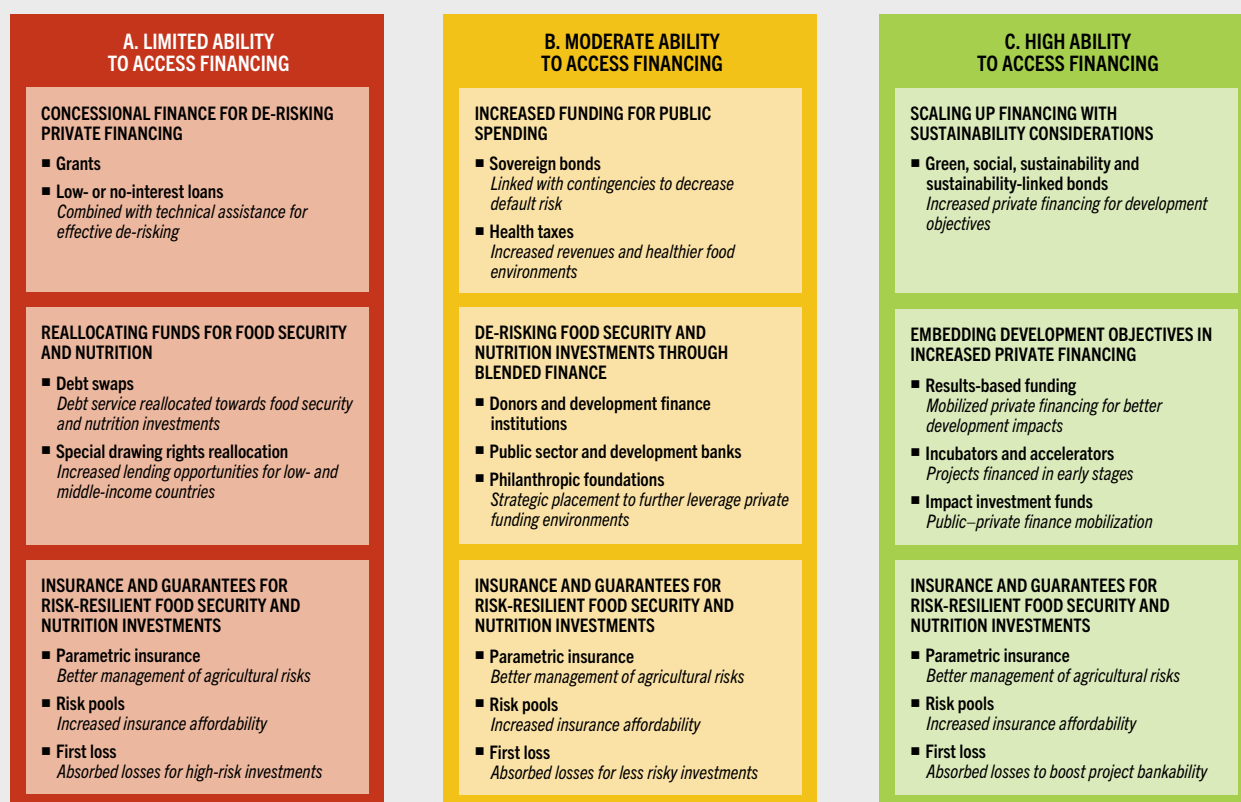 A. LIMITED ABILITY
TO ACCESS FINANCING
CONCESSIONAL FINANCE FOR DE-RISKING
PRIVATE FINANCING
■ Grants
■ Low- or no-interest loans
Combined with technical assistance for
effective de-risking
REALLOCATING FUNDS FOR FOOD SECURITY
AND NUTRITION
■ Debt swaps
Debt service reallocated towards food security
and nutrition investments
■ Special drawing rights reallocation
Increased lending opportunities for low- and
middle-income countries
INSURANCE AND GUARANTEES FOR
RISK-RESILIENT FOOD SECURITY AND
NUTRITION INVESTMENTS
■ Parametric insurance
Better management of agricultural risks
■ Risk pools
Increased insurance affordability
■ First loss
Absorbed losses for high-risk investments
B. MODERATE ABILITY
TO ACCESS FINANCING
INCREASED FUNDING FOR PUBLIC
SPENDING
■ Sovereign bonds
Linked with contingencies to decrease
default risk
■ Health taxes
Increased revenues and healthier food
environments
DE-RISKING FOOD SECURITY AND
NUTRITION INVESTMENTS THROUGH
BLENDED FINANCE
■ Donors and development finance
institutions
■ Public sector and development banks
■ Philanthropic foundations
Strategic placement to further leverage private
funding environments
INSURANCE AND GUARANTEES FOR
RISK-RESILIENT FOOD SECURITY AND
NUTRITION INVESTMENTS
■ Parametric insurance
Better management of agricultural risks
■ Risk pools
Increased insurance affordability
■ First loss
Absorbed losses for less risky investments
C. HIGH ABILITY
TO ACCESS FINANCING
SCALING UP FINANCING WITH
SUSTAINABILITY CONSIDERATIONS
■ Green, social, sustainability and
sustainability-linked bonds
Increased private financing for development
objectives
EMBEDDING DEVELOPMENT OBJECTIVES IN
INCREASED PRIVATE FINANCING
■ Results-based funding
Mobilized private financing for better
development impacts
■ Incubators and accelerators
Projects financed in early stages
■ Impact investment funds
Public–private finance mobilization
INSURANCE AND GUARANTEES FOR
RISK-RESILIENT FOOD SECURITY AND
NUTRITION INVESTMENTS
■ Parametric insurance
Better management of agricultural risks
■ Risk pools
Increased insurance affordability
■ First loss
Absorbed losses to boost project bankability